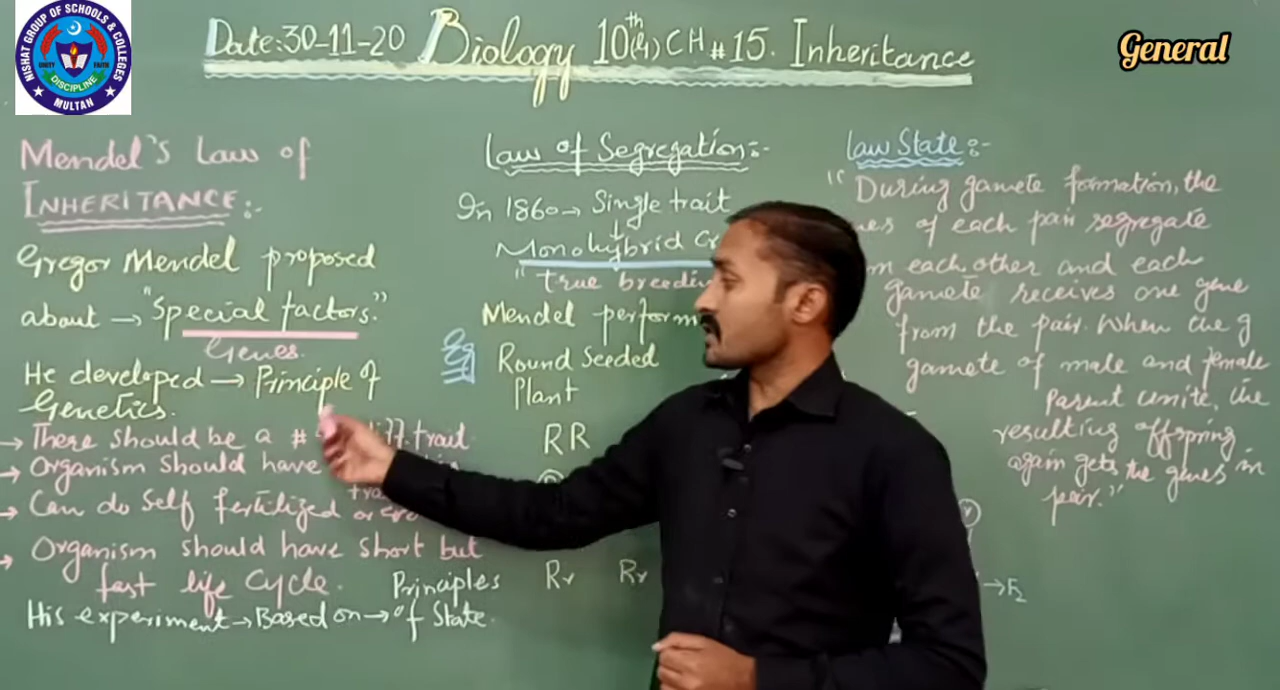 NISHAT GROUP OF SCHOOLS & COLLEGES
UNITY FAITH
DISCIPLINE
MULTAN
General
Date:30-11-20 Biology 10th CH#15. Inheritance
Mendel's Law of
INHERITANCE:-
Gregor Mendel proposed
about → "Special factors."
Genes.
He developed → Principle of
Genetics.
→ There should be a # diff. trait
→ Organism should have
→ Can do self fertilized or
→ Organism should have short but
fast life cycle.
His experiment → Based on → Principles of State.
Law of Segregation:-
In 1860 → Single trait
↓
Monohybrid
"true
Mendel
Eg Round Seeded
Plant
RR
Rr Rr
→F2
Law State:-
"During gamete formation, the
of each pair segregate
each other and each
gamete receives one gene
from the pair. When the g
gamete of male and female
Parent unite, the
resulting offspring
again gets the genes in
pair."